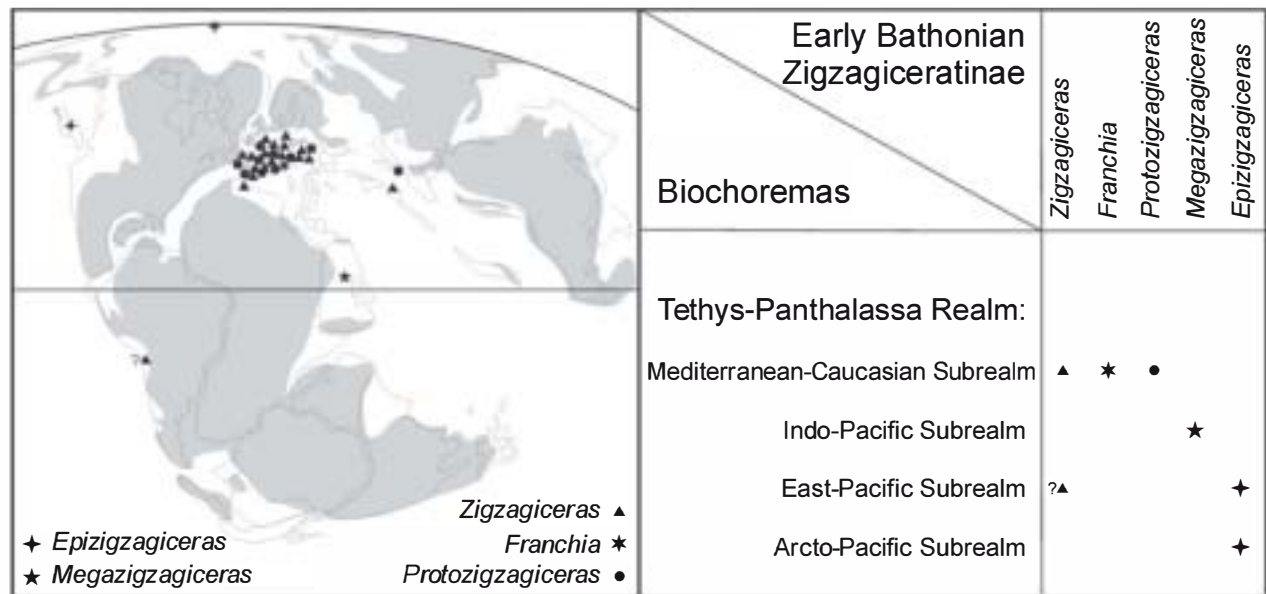 ?
Zigzagiceras
Epizigzagiceras
Franchia
Megazigzagiceras
Protozigzagiceras
Early Bathonian
Zigzagiceratinae
Biochoremas
Zigzagiceras
Franchia
Protozigzagiceras
Megazigzagiceras
Epizigzagiceras
Tethys-Panthalassa Realm:
Mediterranean-Caucasian Subrealm
Indo-Pacific Subrealm
East-Pacific Subrealm ?
Arcto-Pacific Subrealm